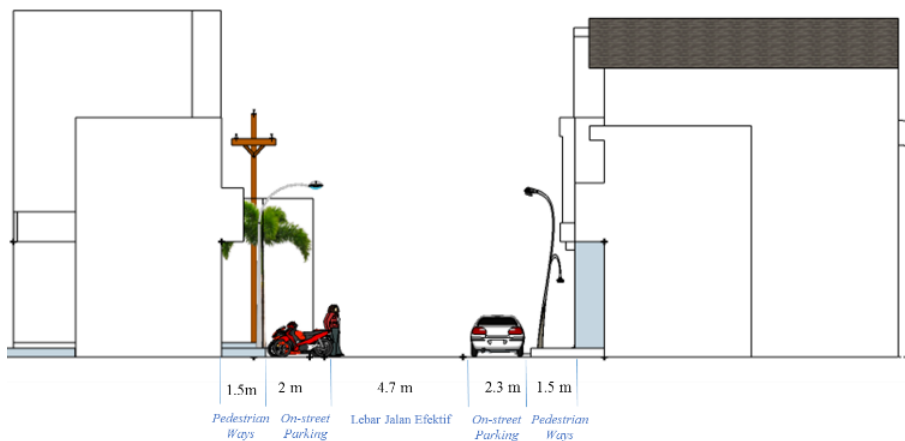 1.5m 2 m 4.7 m 2.3 m 1.5 m
Pedestrian Ways
On-street Parking
Lebar Jalan Efektif
On-street Parking
Pedestrian Ways